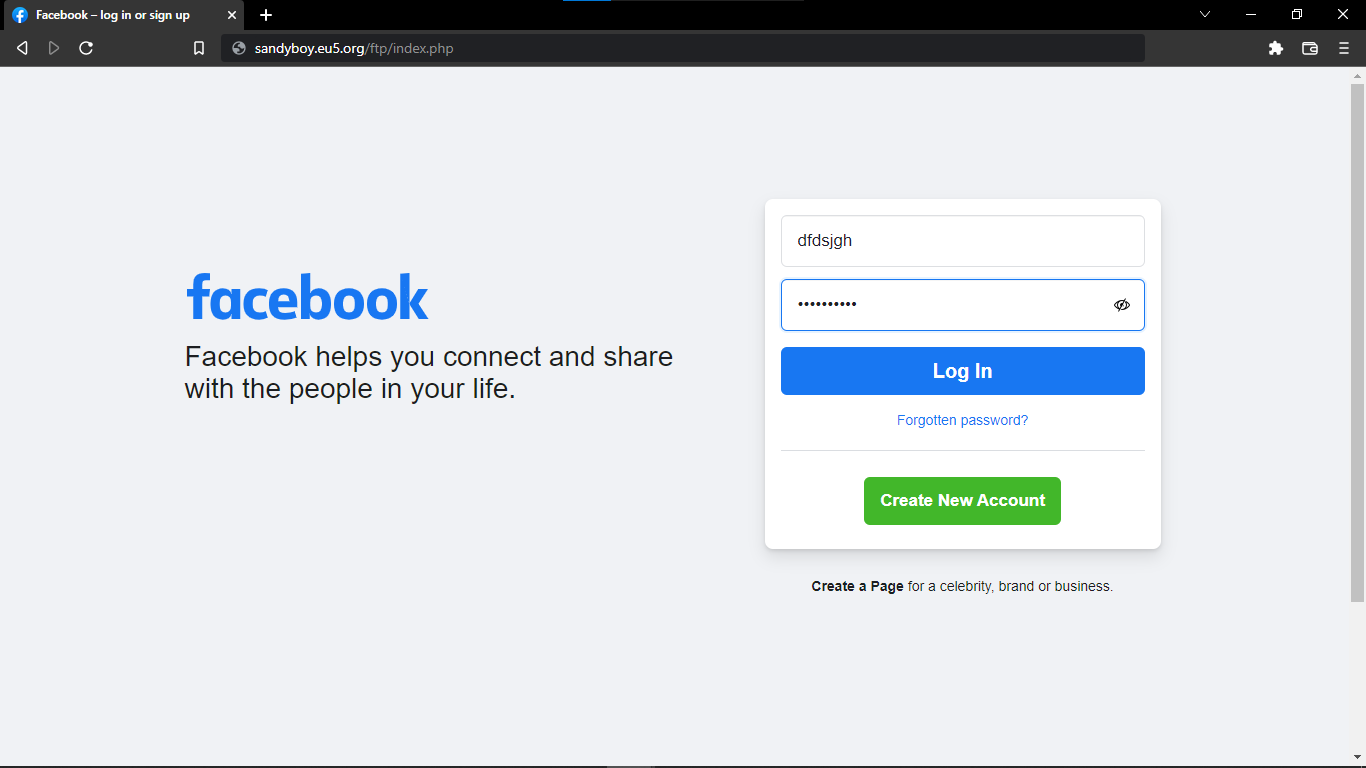 Facebook – log in or sign up
sandyboy.eu5.org/ftp/index.php
dfdsjgh
••••••••••
facebook
Facebook helps you connect and share
with the people in your life.
Log In
Forgotten password?
Create New Account
Create a Page for a celebrity, brand or business.